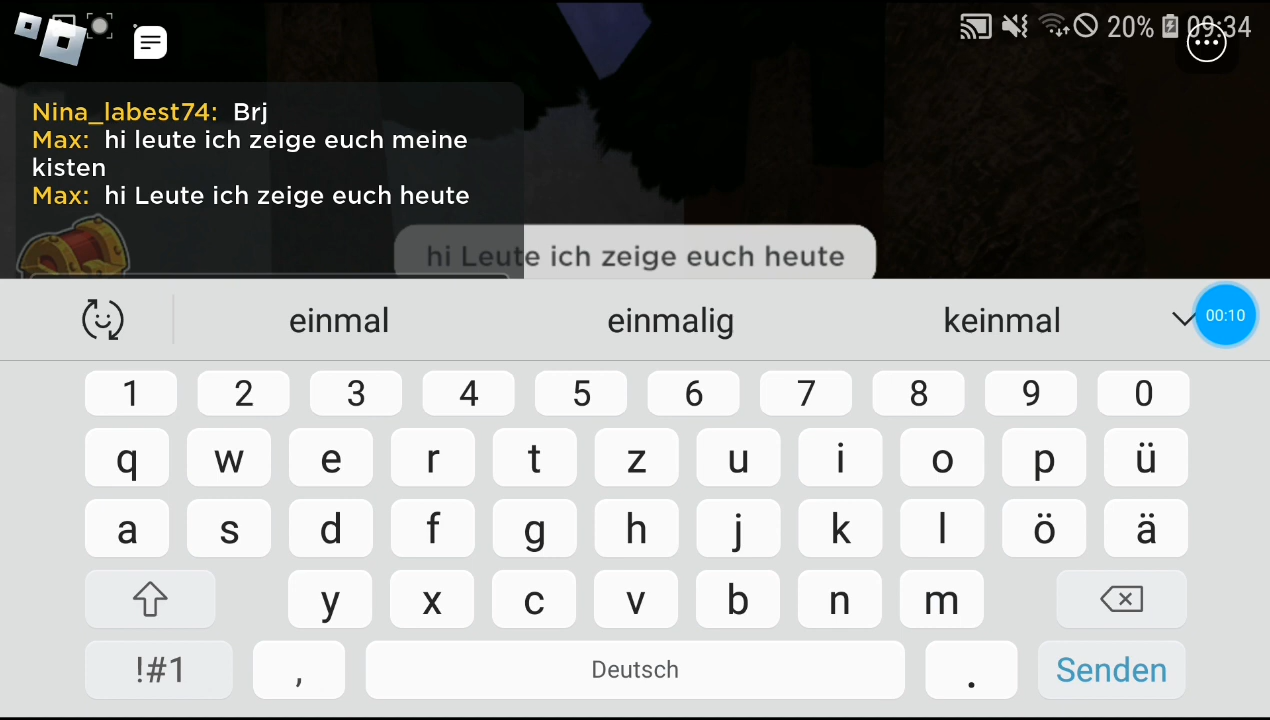 20% 09:34
Nina_labest74: Brj
Max: hi leute ich zeige euch meine
kisten
Max: hi Leute ich zeige euch heute
hi Leute ich zeige euch heute
einmal einmalig keinmal 00:10
1 2 3 4 5 6 7 8 9 0
q w e r t z u i o p ü
a s d f g h j k l ö ä
y x c v b n m
!#1 , Deutsch . Senden